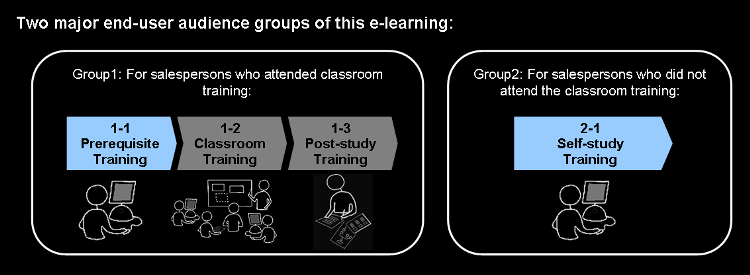 Two major end-user audience groups of this e-learning:
Group1: For salespersons who attended classroom
training:
1-1
Prerequisite
Training
1-2
Classroom
Training
1-3
Post-study
Training
Group2: For salespersons who did not
attend the classroom training:
2-1
Self-study
Training